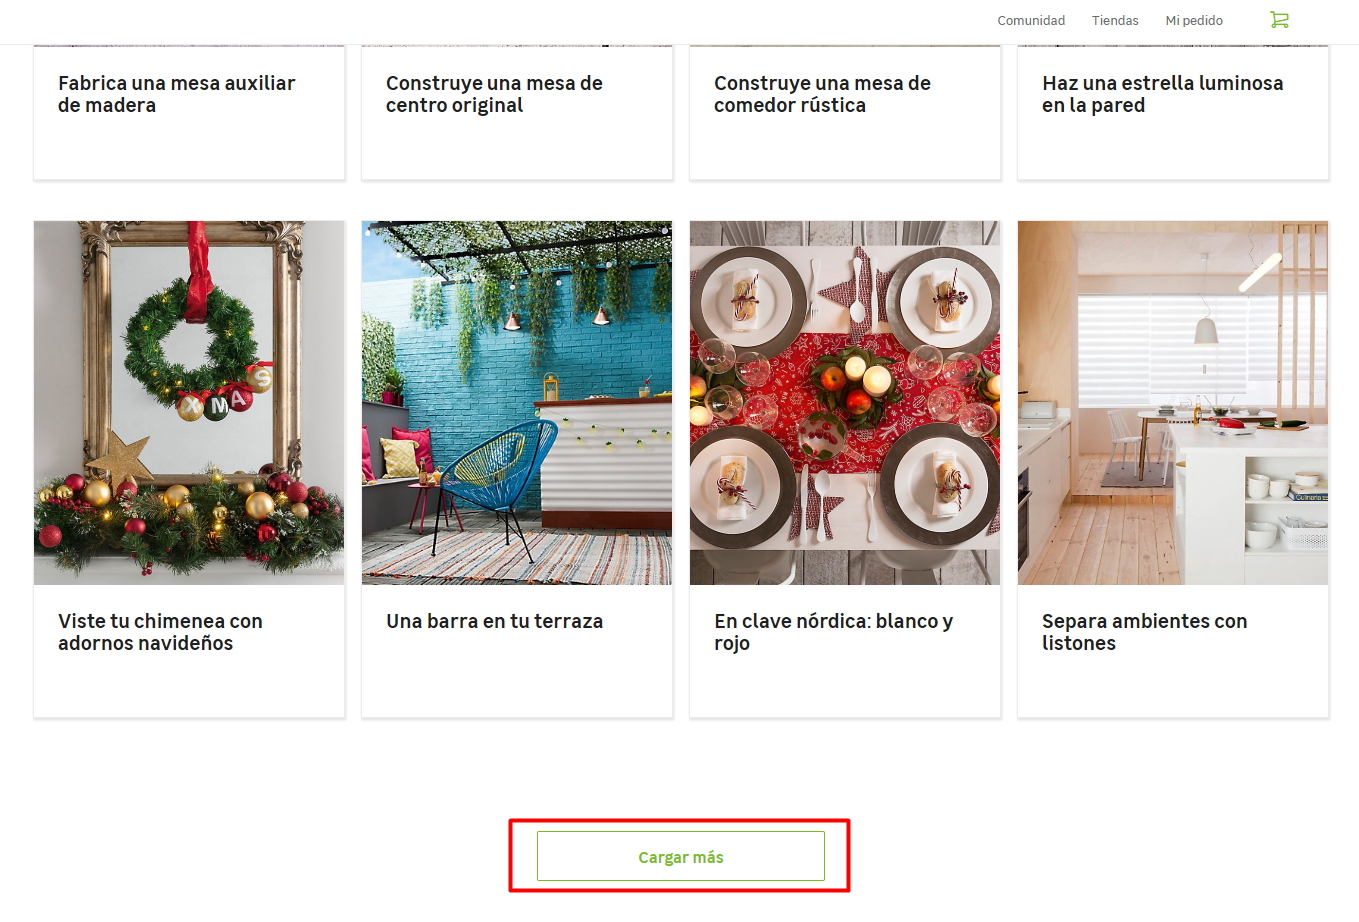 Comunidad Tiendas Mi pedido
Fabrica una mesa auxiliar
de madera
Construye una mesa de
centro original
Construye una mesa de
comedor rústica
Haz una estrella luminosa
en la pared
XMAS
Culinaria
Viste tu chimenea con
adornos navideños
Una barra en tu terraza
En clave nórdica: blanco y
rojo
Separa ambientes con
listones
Cargar más